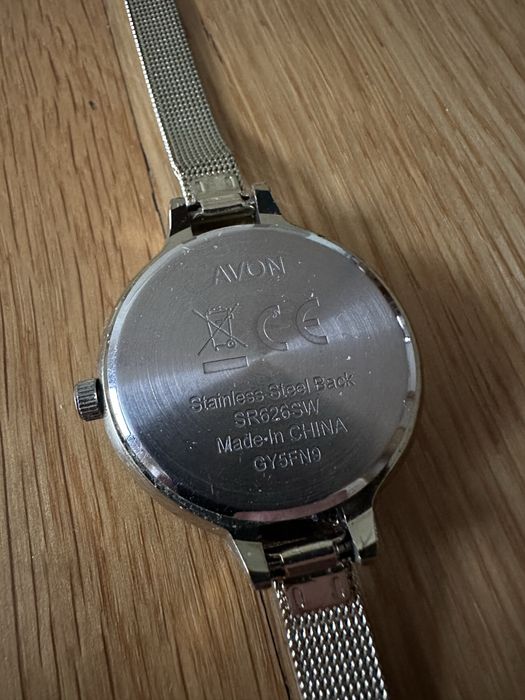 AVON
CE
Stainless Steel Back
SR626SW
Made-In CHINA
GY5FN9